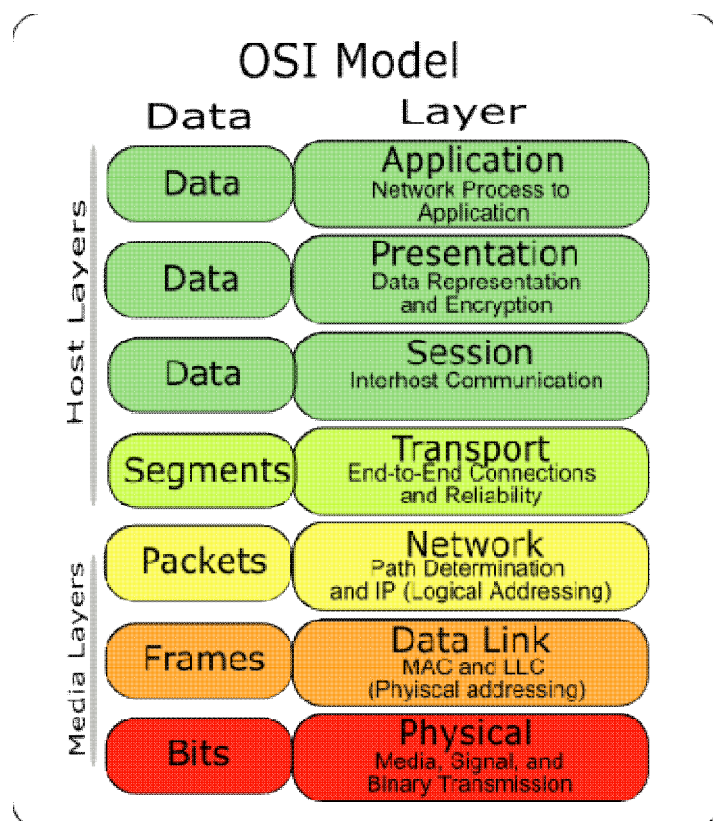 OSI Model
Data Layer
Host Layers
Data
Application
Network Process to
Application
Data
Presentation
Data Representation
and Encryption
Data
Session
Interhost Communication
Segments
Transport
End-to-End Connections
and Reliability
Media Layers
Packets
Network
Path Determination
and IP (Logical Addressing)
Frames
Data Link
MAC and LLC
(Phyiscal addressing)
Bits
Physical
Media, Signal, and
Binary Transmission